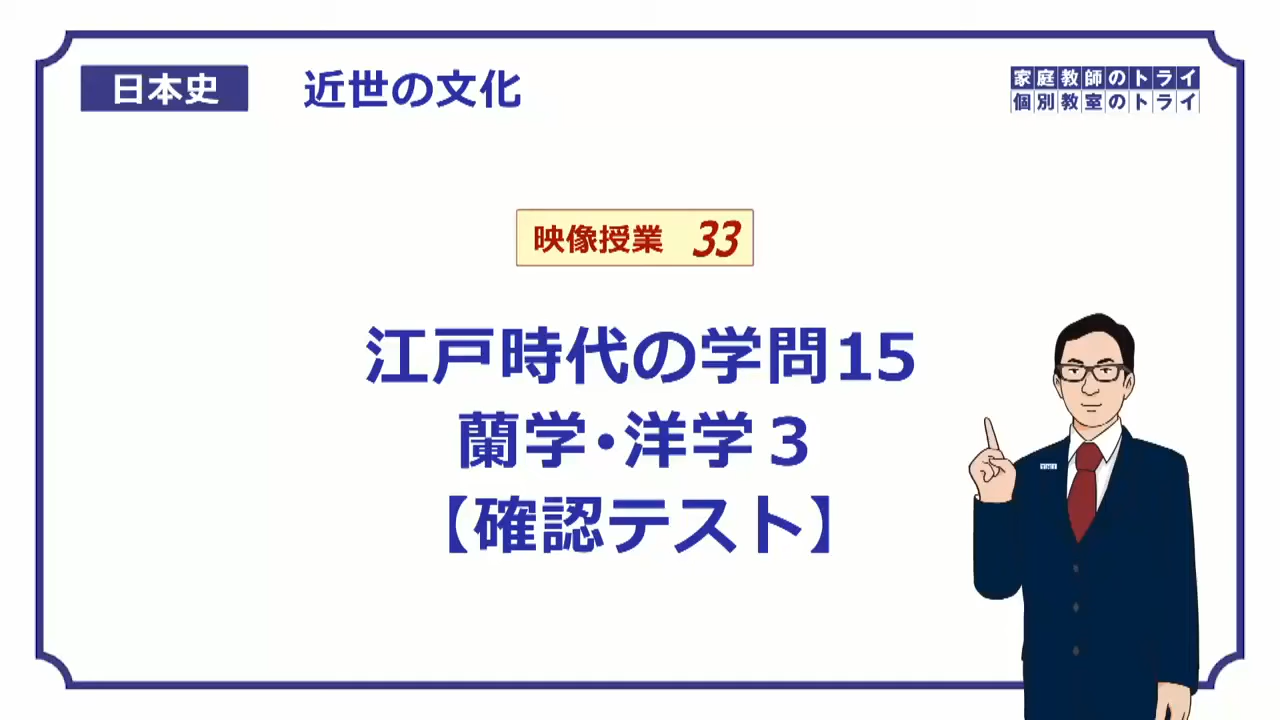 日本史 近世の文化
家庭教師のトライ
個別教室のトライ
映像授業 33
江戸時代の学問15
蘭学・洋学３
【確認テスト】